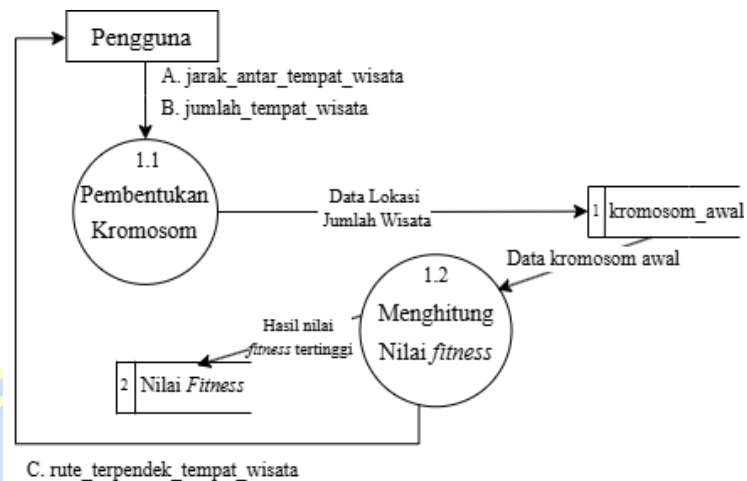 Pengguna
A. jarak_antar_tempat_wisata
B. jumlah_tempat_wisata
1.1
Pembentukan
Kromosom
Data Lokasi
Jumlah Wisata
1 kromosom_awal
Data kromosom awal
1.2
Menghitung
Nilai fitness
Hasil nilai
fitness tertinggi
2 Nilai Fitness
C. rute_terpendek_tempat_wisata